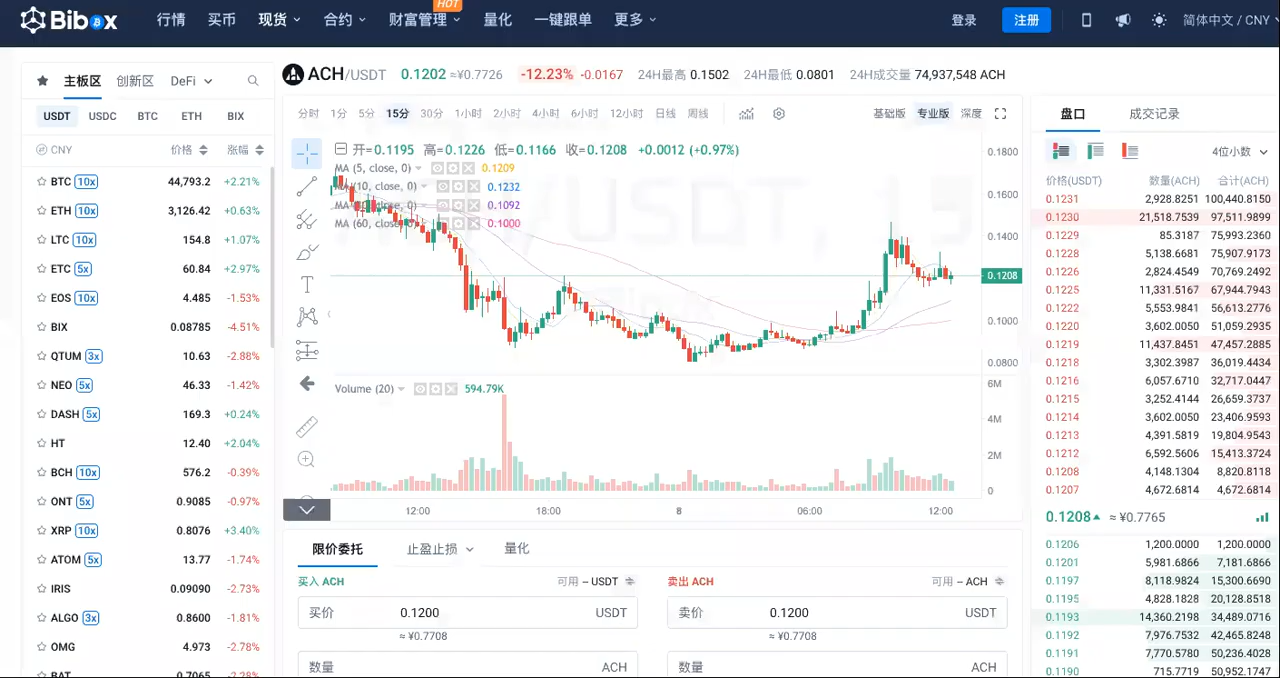 Bibox 行情 买币 现货 合约 财富管理 HOT 量化 一键跟单 更多 登录 注册 简体中文 / CNY
主板区 创新区 DeFi
USDT USDC BTC ETH BIX
CNY 价格 涨幅
BTC 10x 44,793.2 +2.21%
ETH 10x 3,126.42 +0.63%
LTC 10x 154.8 +1.07%
ETC 5x 60.84 +2.97%
EOS 10x 4.485 -1.53%
BIX 0.08785 -4.51%
QTUM 3x 10.63 -2.88%
NEO 5x 46.33 -1.42%
DASH 5x 169.3 +0.24%
HT 12.40 +2.04%
BCH 10x 576.2 -0.39%
ONT 5x 0.9085 -0.97%
XRP 10x 0.8076 +3.40%
ATOM 5x 13.77 -1.74%
IRIS 0.09090 -2.73%
ALGO 3x 0.8600 -1.81%
OMG 4.973 -2.78%
BAT 0.7065 -2.28%
ACH/USDT 0.1202 ≈¥0.7726 -12.23% -0.0167 24H最高 0.1502 24H最低 0.0801 24H成交量 74,937,548 ACH
分时 1分 5分 15分 30分 1小时 2小时 4小时 6小时 12小时 日线 周线 基础版 专业版 深度
开=0.1195 高=0.1226 低=0.1166 收=0.1208 +0.0012 (+0.97%)
MA (5, close, 0) 0.1209
MA (10, close, 0) 0.1232
0.1092
MA (60, close, 0) 0.1000
0.1800
0.1600
0.1400
0.1208
0.1000
0.0800
Volume (20) 594.79K
6M
4M
2M
0
12:00 18:00 8 06:00 12:00
限价委托 止盈止损 量化
买入 ACH 可用 -- USDT
买价 0.1200 USDT
≈ ¥0.7708
数量 ACH
卖出 ACH 可用 -- ACH
卖价 0.1200 USDT
≈ ¥0.7708
数量 ACH
盘口 成交记录
4位小数
价格(USDT) 数量(ACH) 合计(ACH)
0.1231 2,928.8251 100,440.8150
0.1230 21,518.7539 97,511.9899
0.1229 85.3187 75,993.2360
0.1228 5,138.6681 75,907.9173
0.1226 2,824.4549 70,769.2492
0.1225 11,331.5167 67,944.7943
0.1222 5,553.9841 56,613.2776
0.1220 3,602.0050 51,059.2935
0.1219 11,437.8451 47,457.2885
0.1218 3,302.3987 36,019.4434
0.1216 6,057.6710 32,717.0447
0.1215 3,252.4144 26,659.3737
0.1214 3,602.0050 23,406.9593
0.1213 4,391.5819 19,804.9543
0.1212 6,592.5606 15,413.3724
0.1208 4,148.1304 8,820.8118
0.1207 4,672.6814 4,672.6814
0.1208 ≈ ¥0.7765
0.1206 1,200.0000 1,200.0000
0.1201 5,981.6866 7,181.6866
0.1197 8,118.9824 15,300.6690
0.1195 4,828.1828 20,128.8518
0.1193 14,360.2198 34,489.0716
0.1192 7,976.7532 42,465.8248
0.1191 7,770.5780 50,236.4028
0.1190 715.7719 50,952.1747